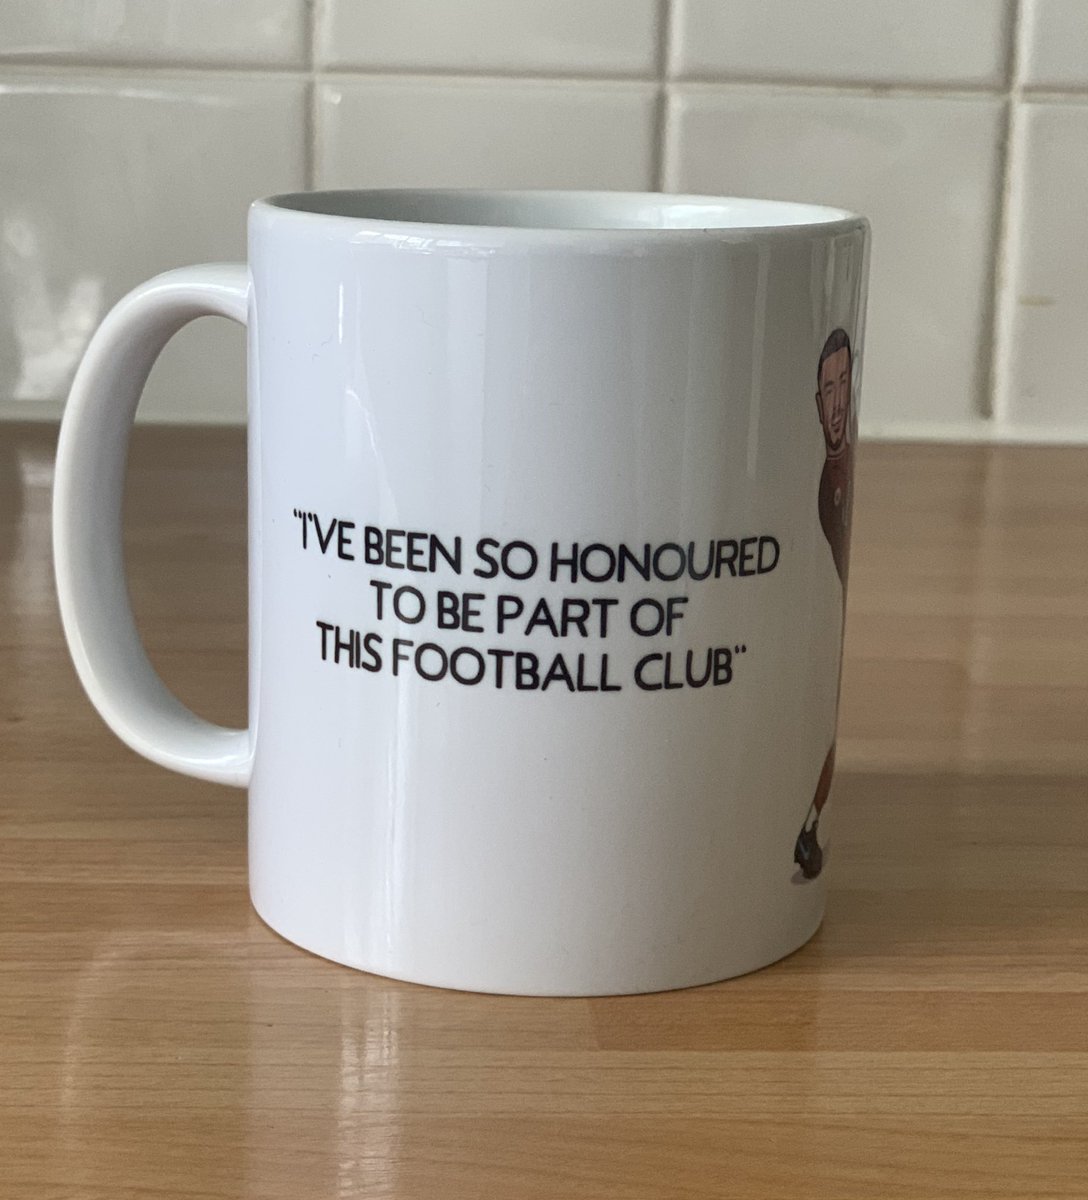 "I'VE BEEN SO HONOURED
TO BE PART OF
THIS FOOTBALL CLUB"